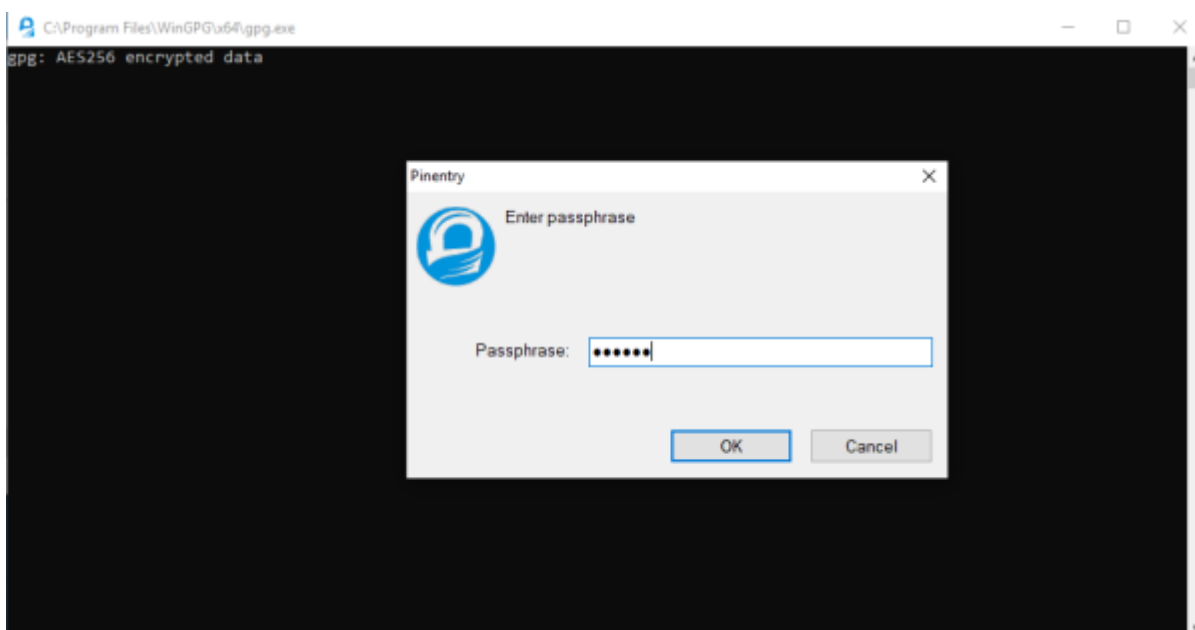 C:\Program Files\WinGPG\x64\gpg.exe
gpg: AES256 encrypted data
Pinentry
Enter passphrase
Passphrase: ●●●●●●
OK Cancel